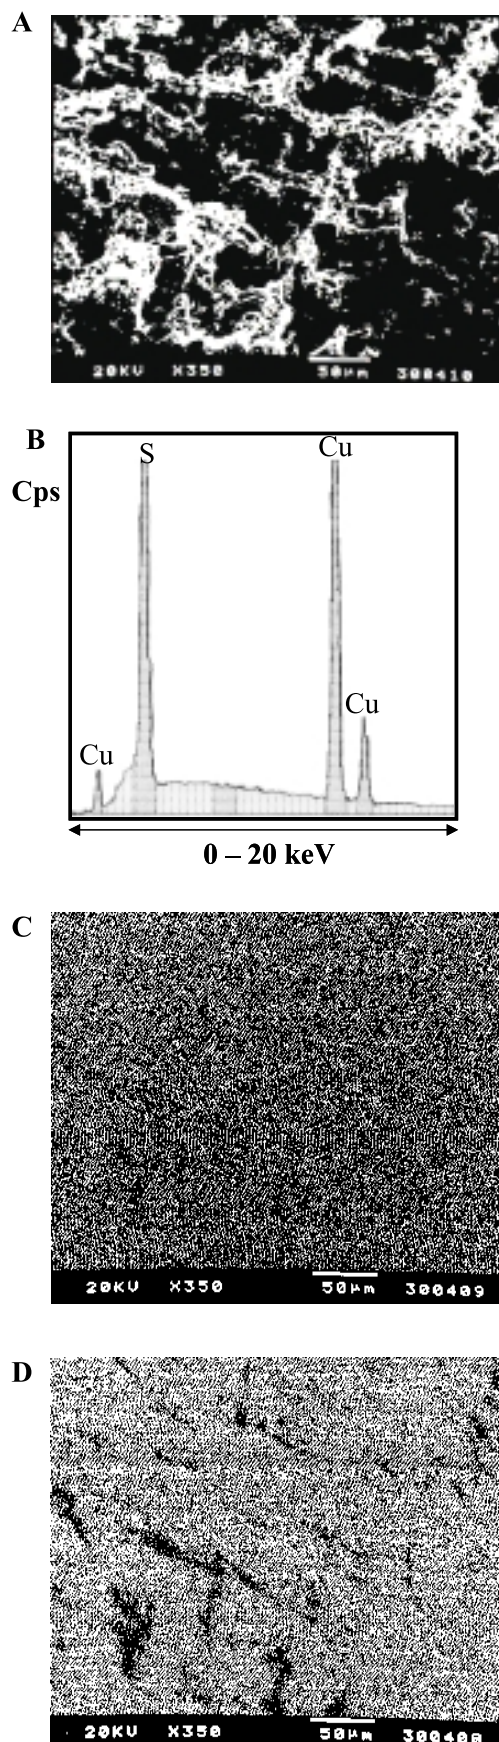 A
20KV X350 50µm 300410
B
Cps
S
Cu
Cu
Cu
0 – 20 keV
C
20KV X350 50µm 300409
D
20KV X350 50µm 300408